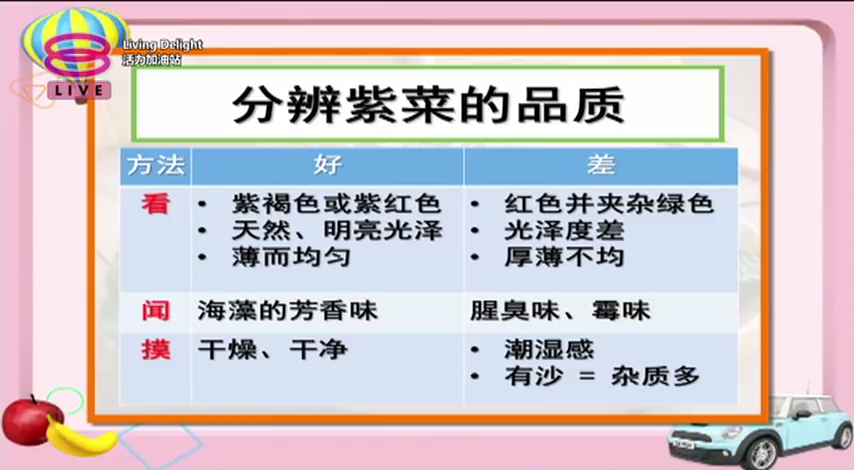 Living Delight
活力加油站
LIVE
分辨紫菜的品质
方法 好 差
看
• 紫褐色或紫红色
• 天然、明亮光泽
• 薄而均匀
• 红色并夹杂绿色
• 光泽度差
• 厚薄不均
闻 海藻的芳香味 腥臭味、霉味
摸 干燥、干净
• 潮湿感
• 有沙 = 杂质多